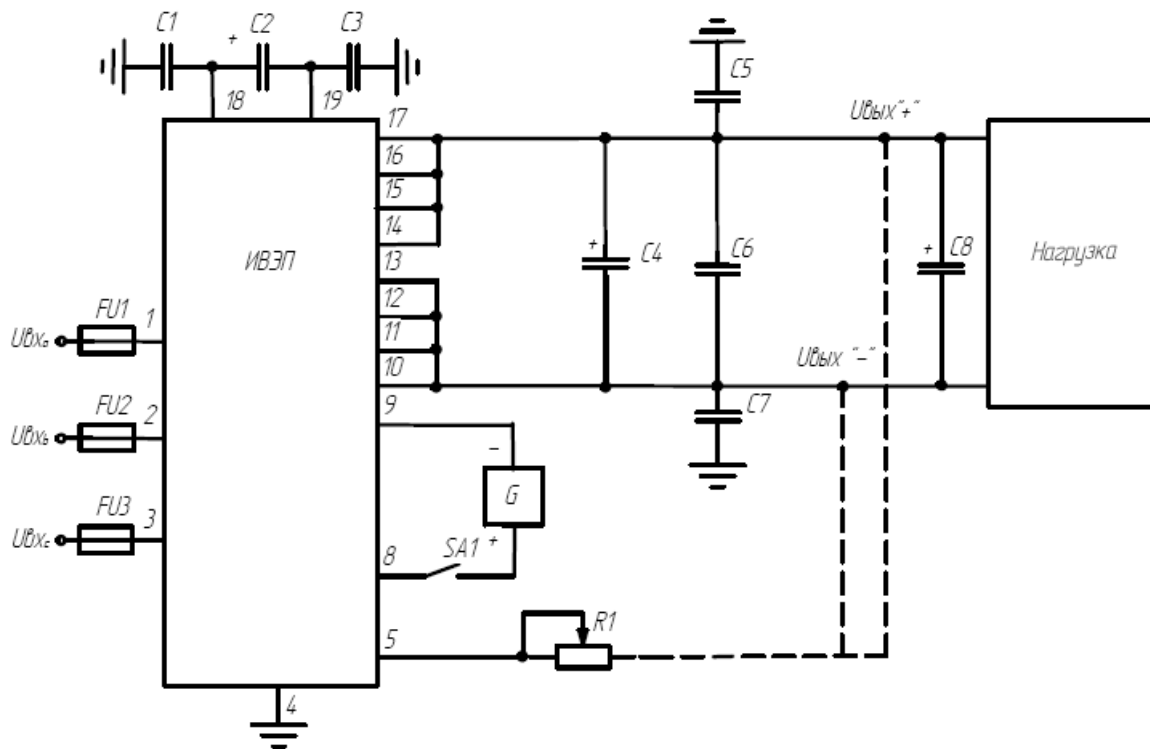 C1
C2
C3
+
18
19
C5
17
Uвых"+"
16
15
14
C4
+
C6
C8
+
ИВЭП
Нагрузка
13
12
11
10
Uвых "-"
FU1
1
Uвхa
C7
9
FU2
2
Uвхb
-
G
FU3
3
Uвхc
+
SA1
8
5
R1
4